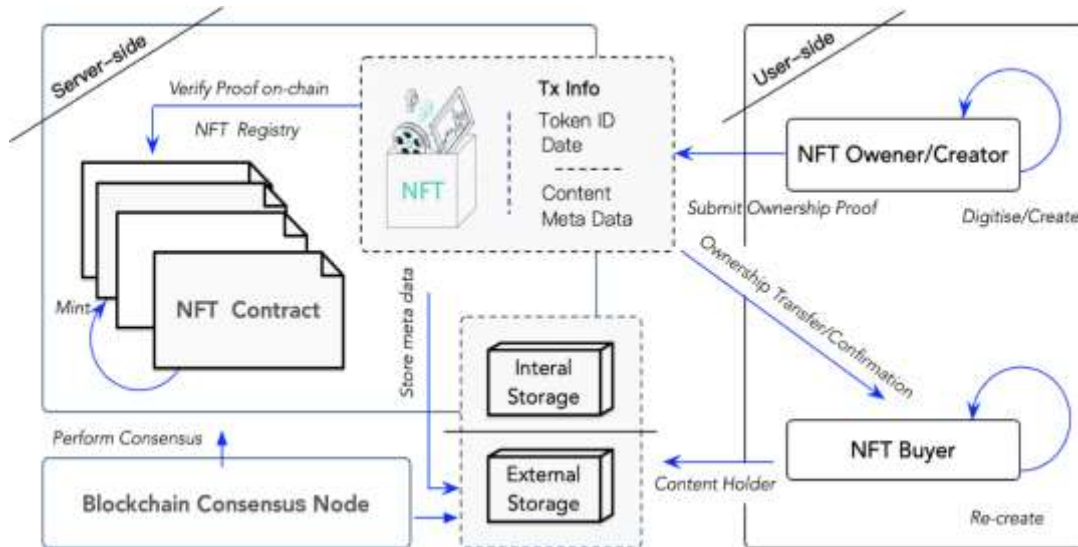 Server-side
User-side
Verify Proof on-chain
NFT Registry
NFT
Tx Info
Token ID
Date
Content
Meta Data
NFT Owener/Creator
Submit Ownership Proof
Digitise/Create
Mint
NFT Contract
Store meta data
Ownership Transfer/Confirmation
Interal
Storage
External
Storage
Perform Consensus
Blockchain Consensus Node
NFT Buyer
Content Holder
Re-create